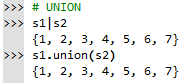 >>> # UNION
>>> s1|s2
{1, 2, 3, 4, 5, 6, 7}
>>> s1.union(s2)
{1, 2, 3, 4, 5, 6, 7}